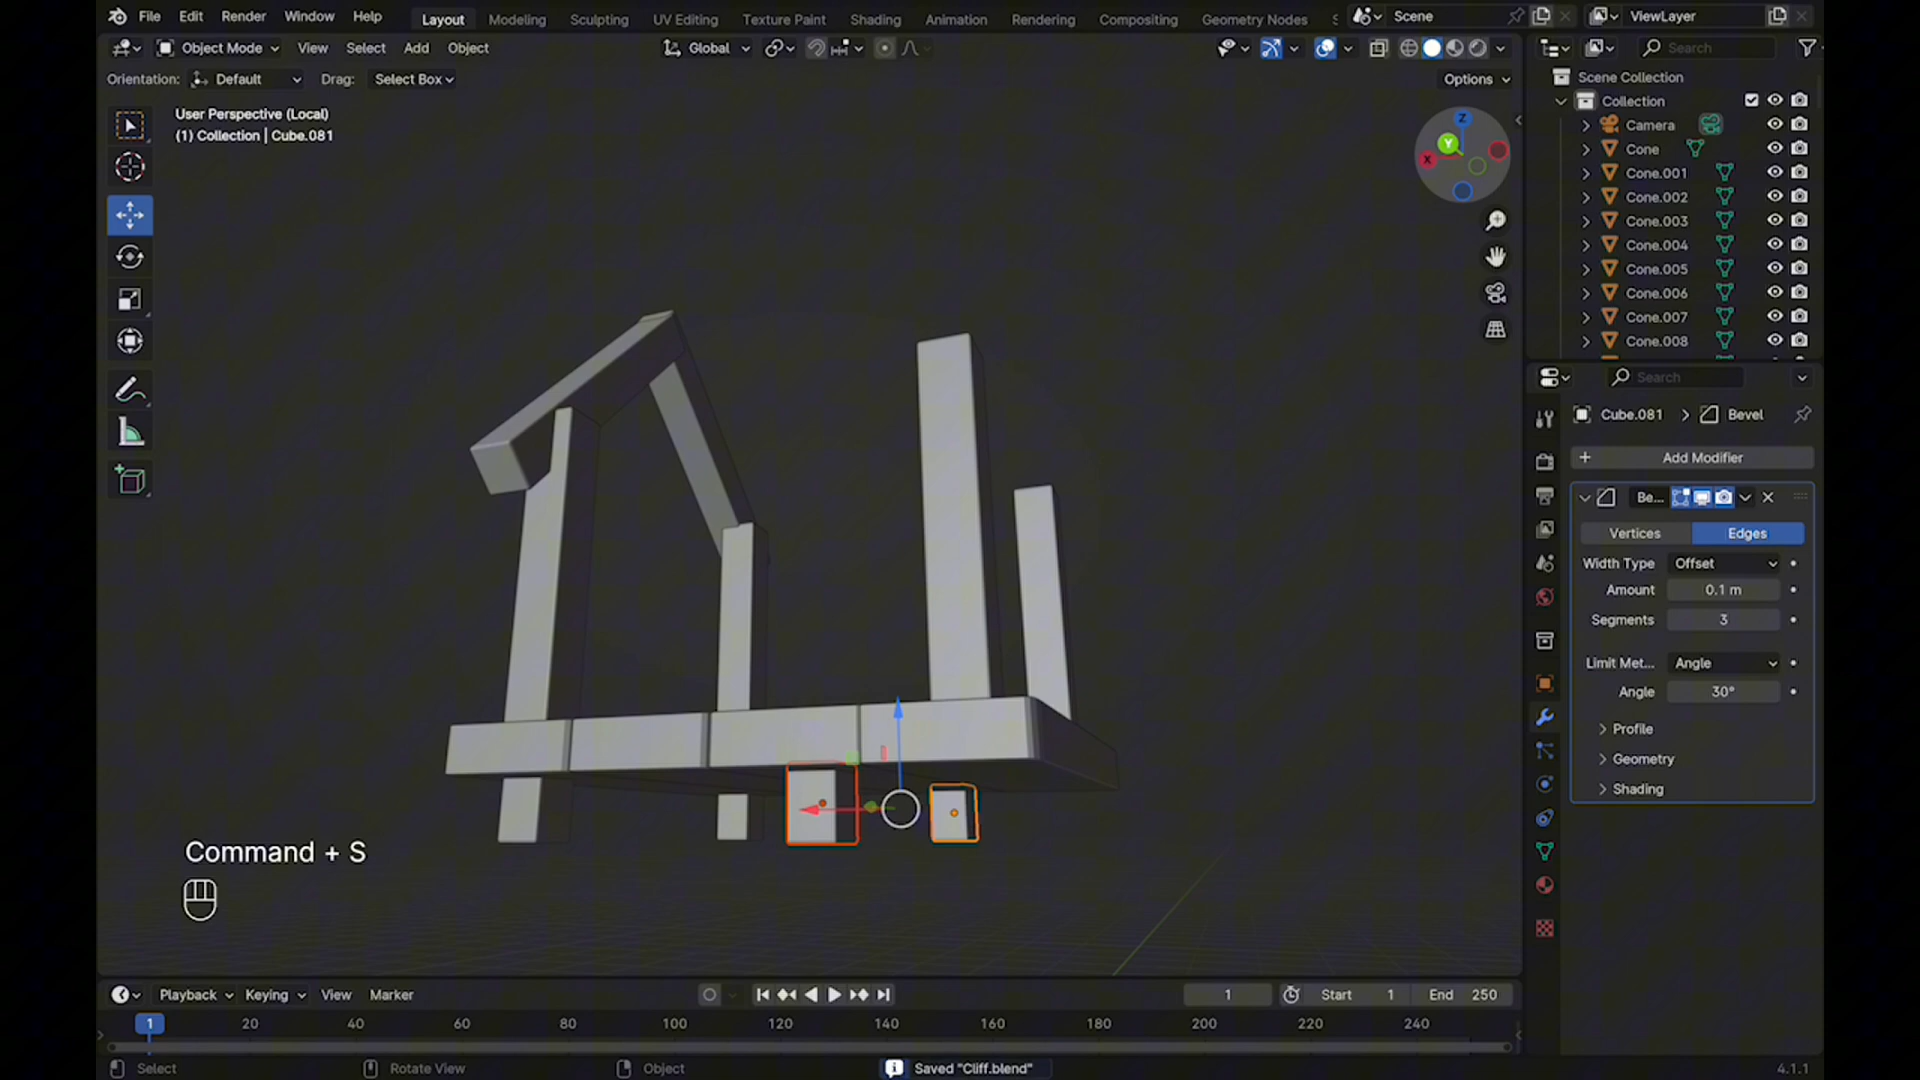 File Edit Render Window Help Layout Modeling Sculpting UV Editing Texture Paint Shading Animation Rendering Compositing Geometry Nodes S Scene ViewLayer
Object Mode View Select Add Object Global Search
Orientation: Default Drag: Select Box Options
User Perspective (Local)
(1) Collection | Cube.081
Z
Y
X
Scene Collection
Collection
Camera
Cone
Cone.001
Cone.002
Cone.003
Cone.004
Cone.005
Cone.006
Cone.007
Cone.008
Search
Cube.081 > Bevel
+ Add Modifier
Be...
Vertices Edges
Width Type Offset
Amount 0.1 m
Segments 3
Limit Met... Angle
Angle 30°
Profile
Geometry
Shading
Command + S
Playback Keying View Marker 1 Start 1 End 250
1 20 40 60 80 100 120 140 160 180 200 220 240
Select Rotate View Object Saved "Cliff.blend" 4.1.1